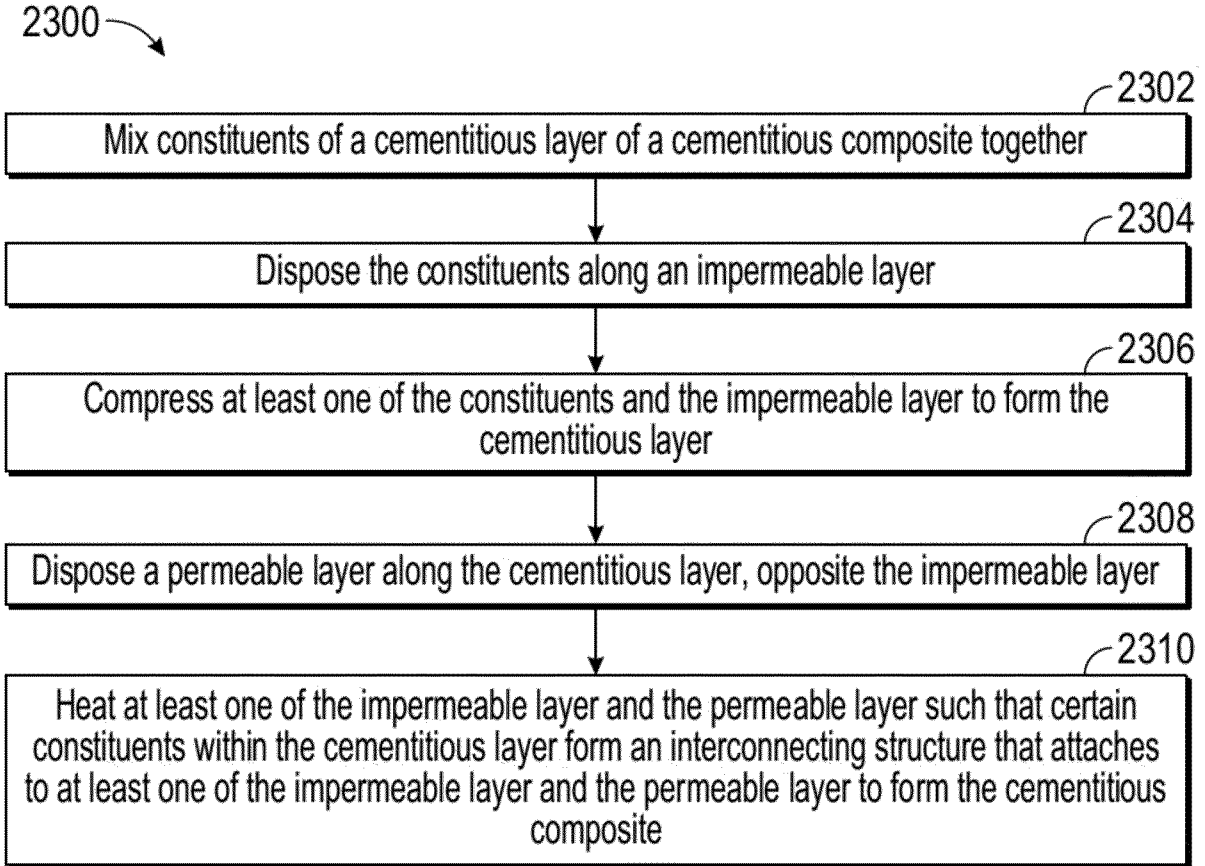 2300
2302
Mix constituents of a cementitious layer of a cementitious composite together
2304
Dispose the constituents along an impermeable layer
2306
Compress at least one of the constituents and the impermeable layer to form the
cementitious layer
2308
Dispose a permeable layer along the cementitious layer, opposite the impermeable layer
2310
Heat at least one of the impermeable layer and the permeable layer such that certain
constituents within the cementitious layer form an interconnecting structure that attaches
to at least one of the impermeable layer and the permeable layer to form the cementitious
composite